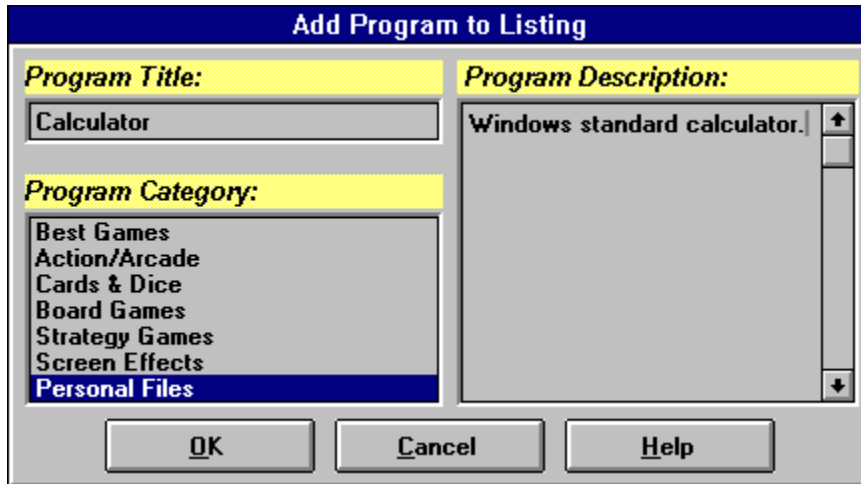 Add Program to Listing
Program Title:
Calculator
Program Category:
Best Games
Action/Arcade
Cards & Dice
Board Games
Strategy Games
Screen Effects
Personal Files
Program Description:
Windows standard calculator.
OK
Cancel
Help